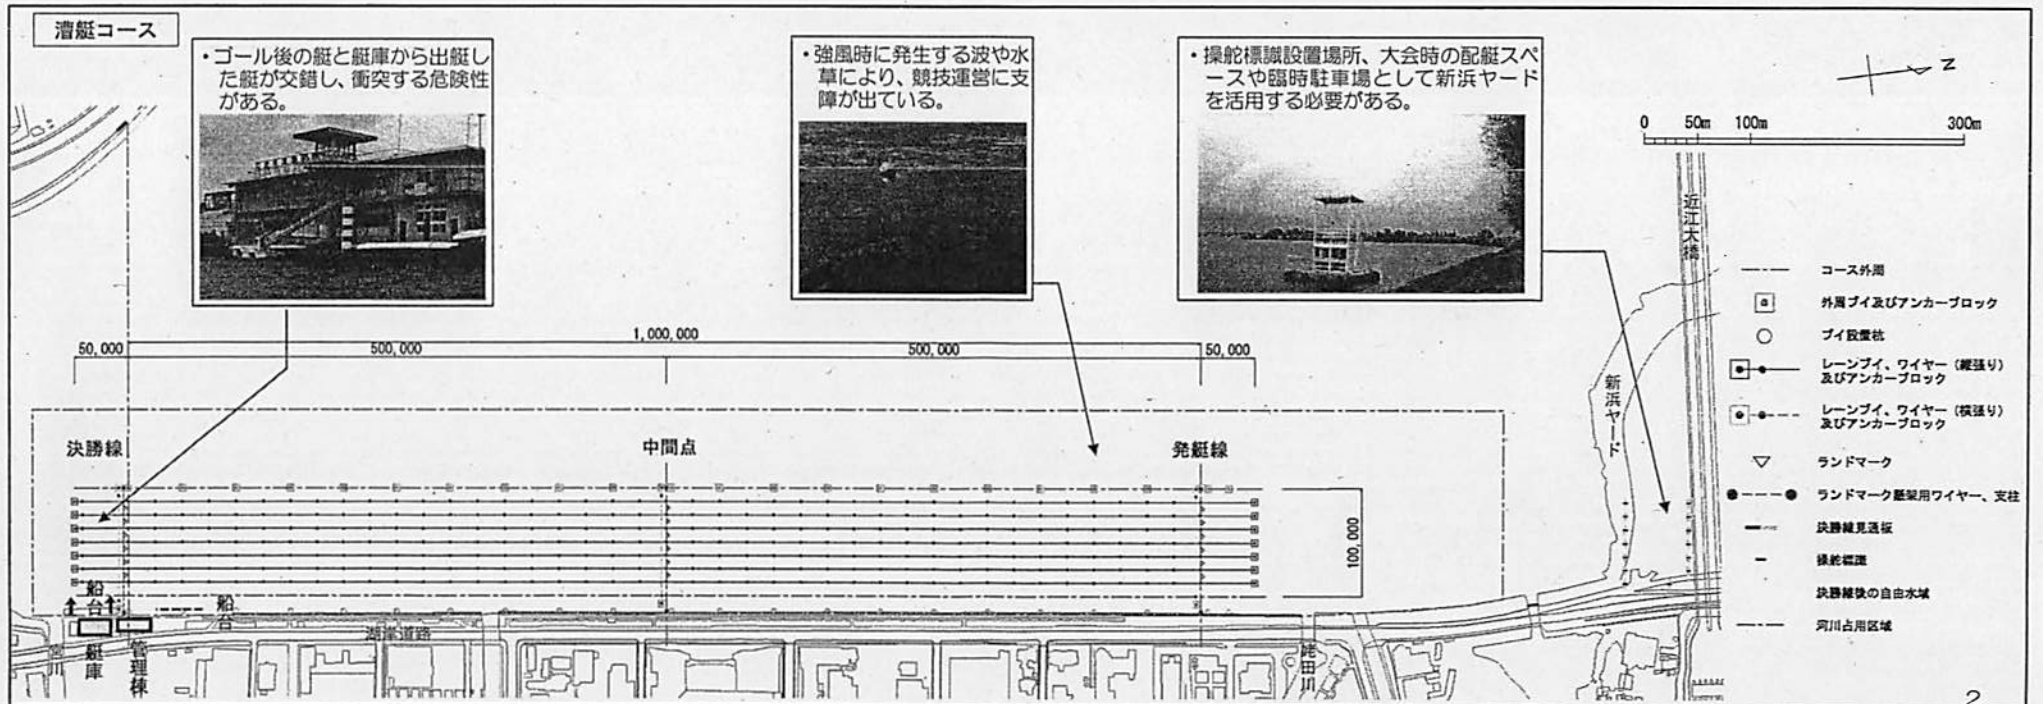 漕艇コース
・ゴール後の艇と艇庫から出艇し
た艇が交錯し、衝突する危険性
がある。
・強風時に発生する波や水
草により、競技運営に支
障が出ている。
・操舵標識設置場所、大会時の配艇スペ
ースや臨時駐車場として新浜ヤード
を活用する必要がある。
Z
0 50m 100m 300m
近江大橋
1,000,000
50,000 500,000 500,000 50,000
決勝線 中間点 発艇線
新浜ヤード
100,000
コース外周
外周ブイ及びアンカーブロック
ブイ設置杭
レーンブイ、ワイヤー（縦張り）
及びアンカーブロック
レーンブイ、ワイヤー（横張り）
及びアンカーブロック
ランドマーク
ランドマーク懸架用ワイヤー、支柱
決勝線見通板
操舵標識
決勝線後の自由水域
河川占用区域
船台
船台
艇庫
管理棟
湖岸道路
2